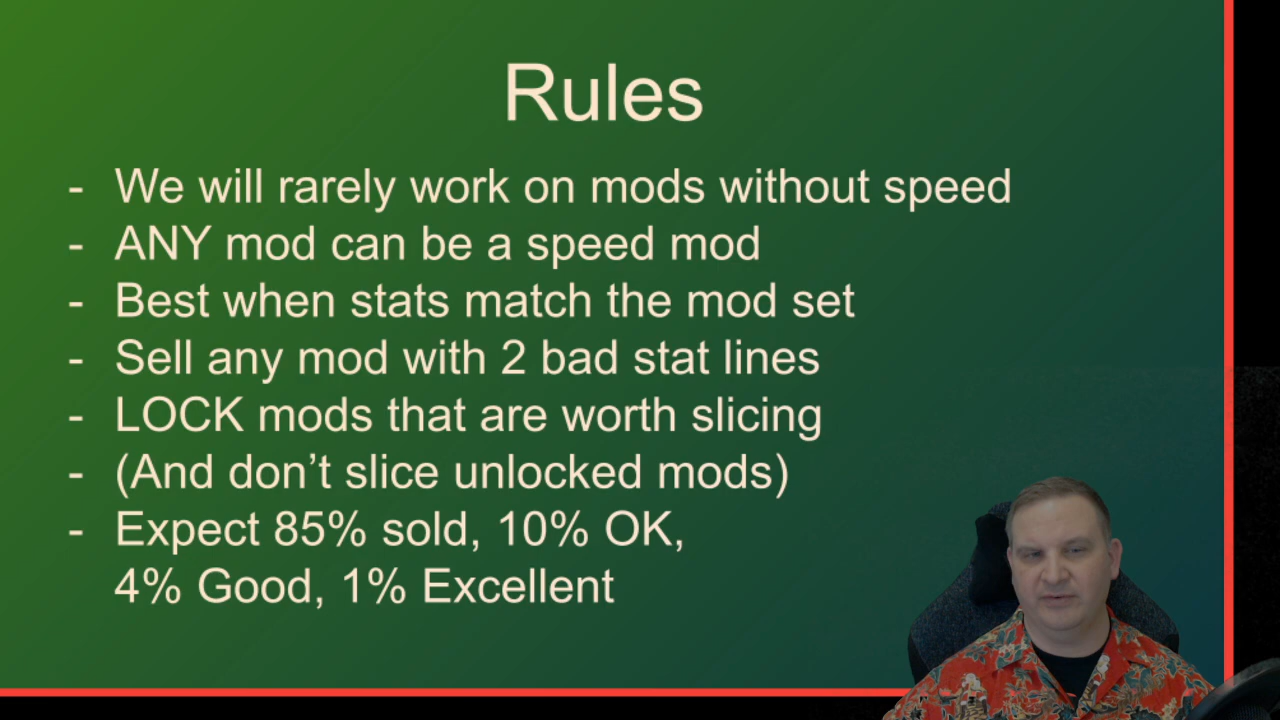 Rules
- We will rarely work on mods without speed
- ANY mod can be a speed mod
- Best when stats match the mod set
- Sell any mod with 2 bad stat lines
- LOCK mods that are worth slicing
- (And don’t slice unlocked mods)
- Expect 85% sold, 10% OK,
4% Good, 1% Excellent